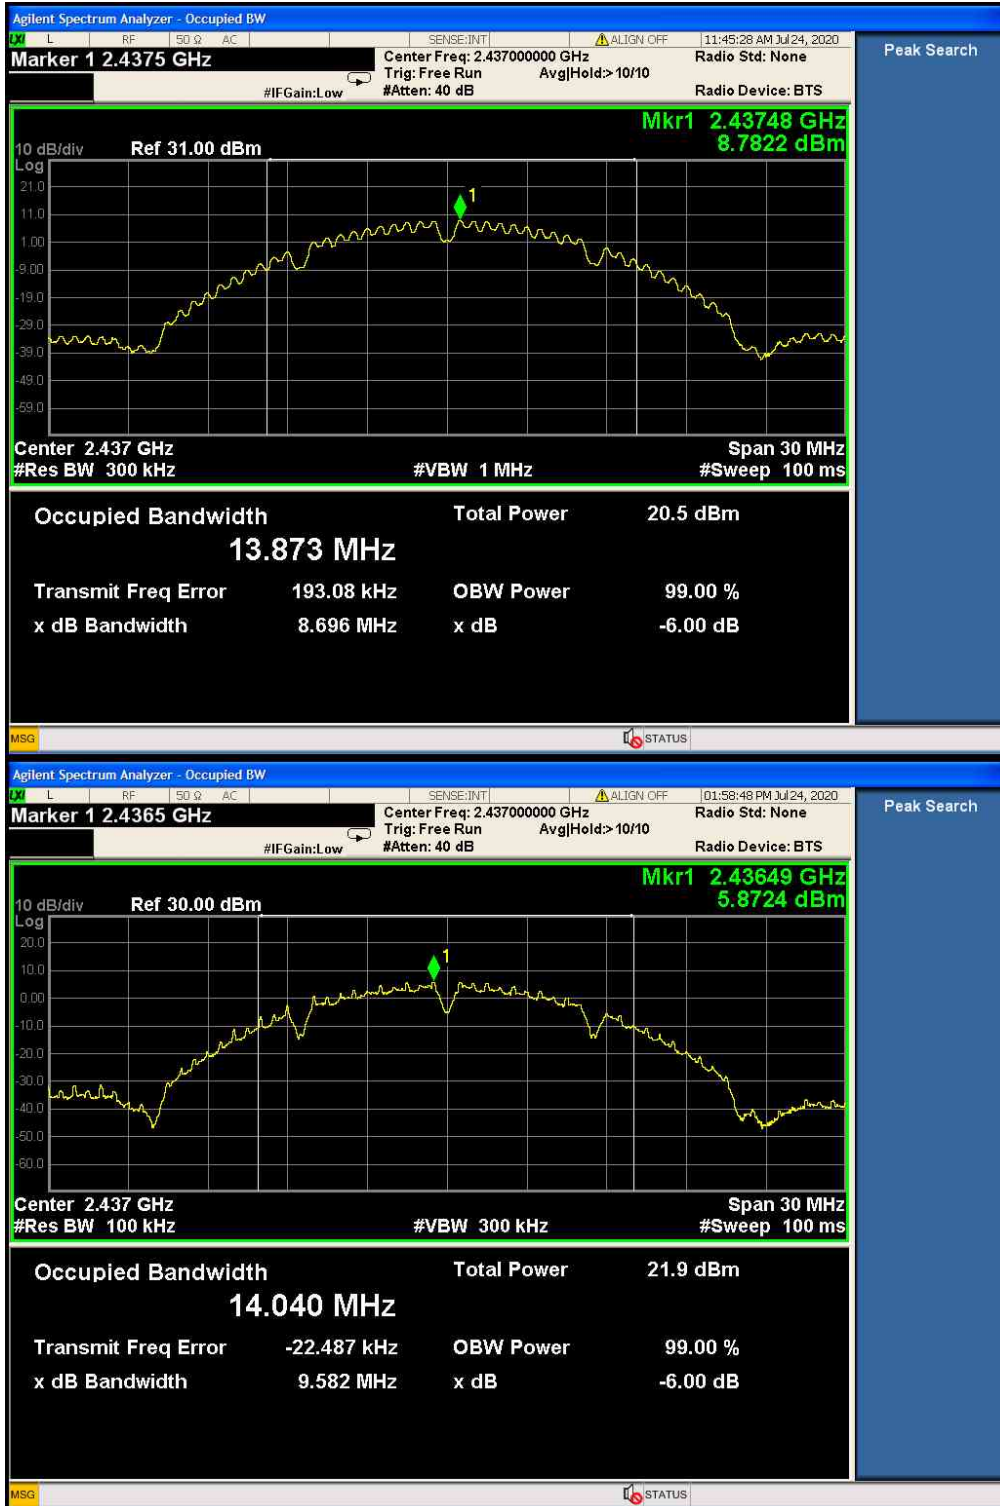 Agilent Spectrum Analyzer - Occupied BW
LXI L RF 50 Ω AC SENSE:INT ALIGN OFF 11:45:28 AM Jul 24, 2020
Marker 1 2.4375 GHz Center Freq: 2.437000000 GHz Radio Std: None Peak Search
Trig: Free Run Avg|Hold:> 10/10
#IFGain:Low #Atten: 40 dB Radio Device: BTS
Mkr1 2.43748 GHz
10 dB/div Ref 31.00 dBm 8.7822 dBm
Log
21.0
1
11.0
1.00
-9.00
-19.0
-29.0
-39.0
-49.0
-59.0
Center 2.437 GHz Span 30 MHz
#Res BW 300 kHz #VBW 1 MHz #Sweep 100 ms
Occupied Bandwidth Total Power 20.5 dBm
13.873 MHz
Transmit Freq Error 193.08 kHz OBW Power 99.00 %
x dB Bandwidth 8.696 MHz x dB -6.00 dB
MSG STATUS
Agilent Spectrum Analyzer - Occupied BW
LXI L RF 50 Ω AC SENSE:INT ALIGN OFF 01:58:48 PM Jul 24, 2020
Marker 1 2.4365 GHz Center Freq: 2.437000000 GHz Radio Std: None Peak Search
Trig: Free Run Avg|Hold:> 10/10
#IFGain:Low #Atten: 40 dB Radio Device: BTS
Mkr1 2.43649 GHz
10 dB/div Ref 30.00 dBm 5.8724 dBm
Log
20.0
1
10.0
0.00
-10.0
-20.0
-30.0
-40.0
-50.0
-60.0
Center 2.437 GHz Span 30 MHz
#Res BW 100 kHz #VBW 300 kHz #Sweep 100 ms
Occupied Bandwidth Total Power 21.9 dBm
14.040 MHz
Transmit Freq Error -22.487 kHz OBW Power 99.00 %
x dB Bandwidth 9.582 MHz x dB -6.00 dB
MSG STATUS